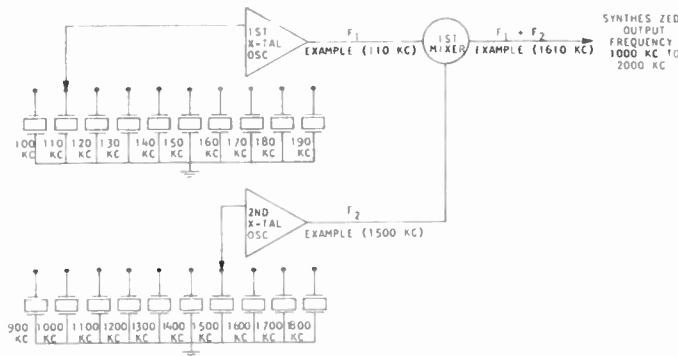 1ST
X-TAL
OSC
F1
EXAMPLE (110 KC)
1ST
MIXER
F1 + F2
EXAMPLE (1610 KC)
SYNTHES ZED
OUTPUT
FREQUENCY
1000 KC TO
2000 KC
100 KC
110 KC
120 KC
130 KC
140 KC
150 KC
160 KC
170 KC
180 KC
190 KC
2ND
X-TAL
OSC
F2
EXAMPLE (1500 KC)
900 KC
1000 KC
1100 KC
1200 KC
1300 KC
1400 KC
1500 KC
1600 KC
1700 KC
1800 KC